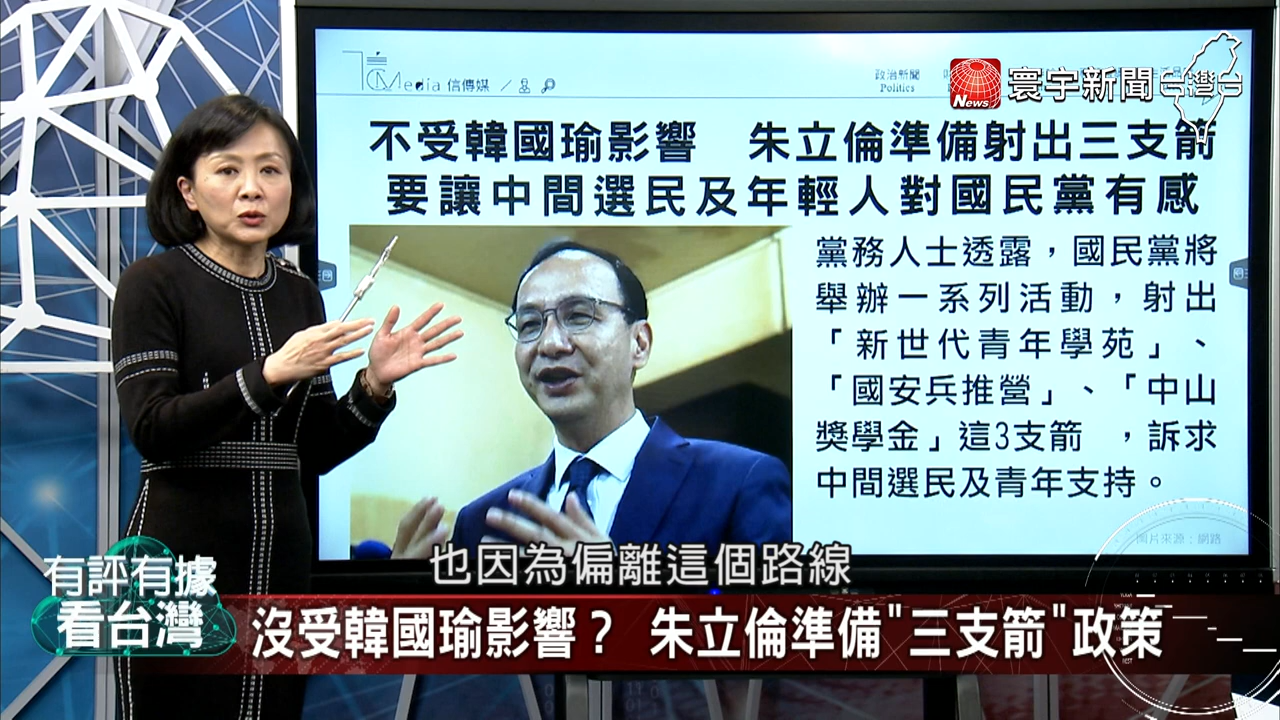 信
Media 信傳媒
政治新聞
Politics
News 寰宇新聞 台灣台
不受韓國瑜影響 朱立倫準備射出三支箭
要讓中間選民及年輕人對國民黨有感
黨務人士透露，國民黨將
舉辦一系列活動，射出
「新世代青年學苑」、
「國安兵推營」、「中山
獎學金」這3支箭 ，訴求
中間選民及青年支持。
圖片來源：網路
也因為偏離這個路線
有評有據
看台灣
沒受韓國瑜影響？ 朱立倫準備"三支箭"政策